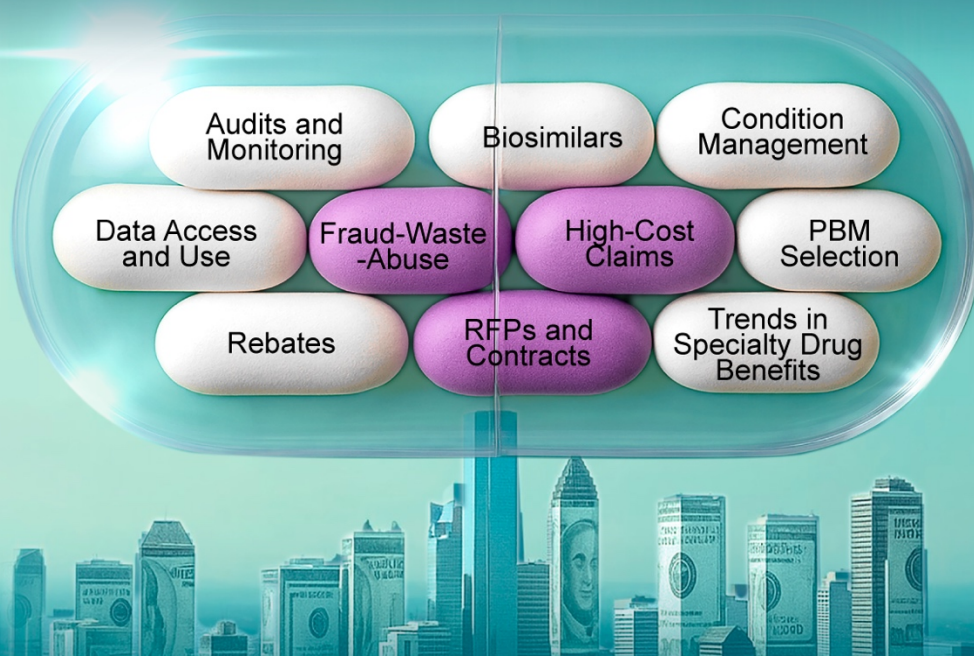 Audits and
Monitoring
Biosimilars
Condition
Management
Data Access
and Use
Fraud-Waste
-Abuse
High-Cost
Claims
PBM
Selection
Rebates
RFPs and
Contracts
Trends in
Specialty Drug
Benefits